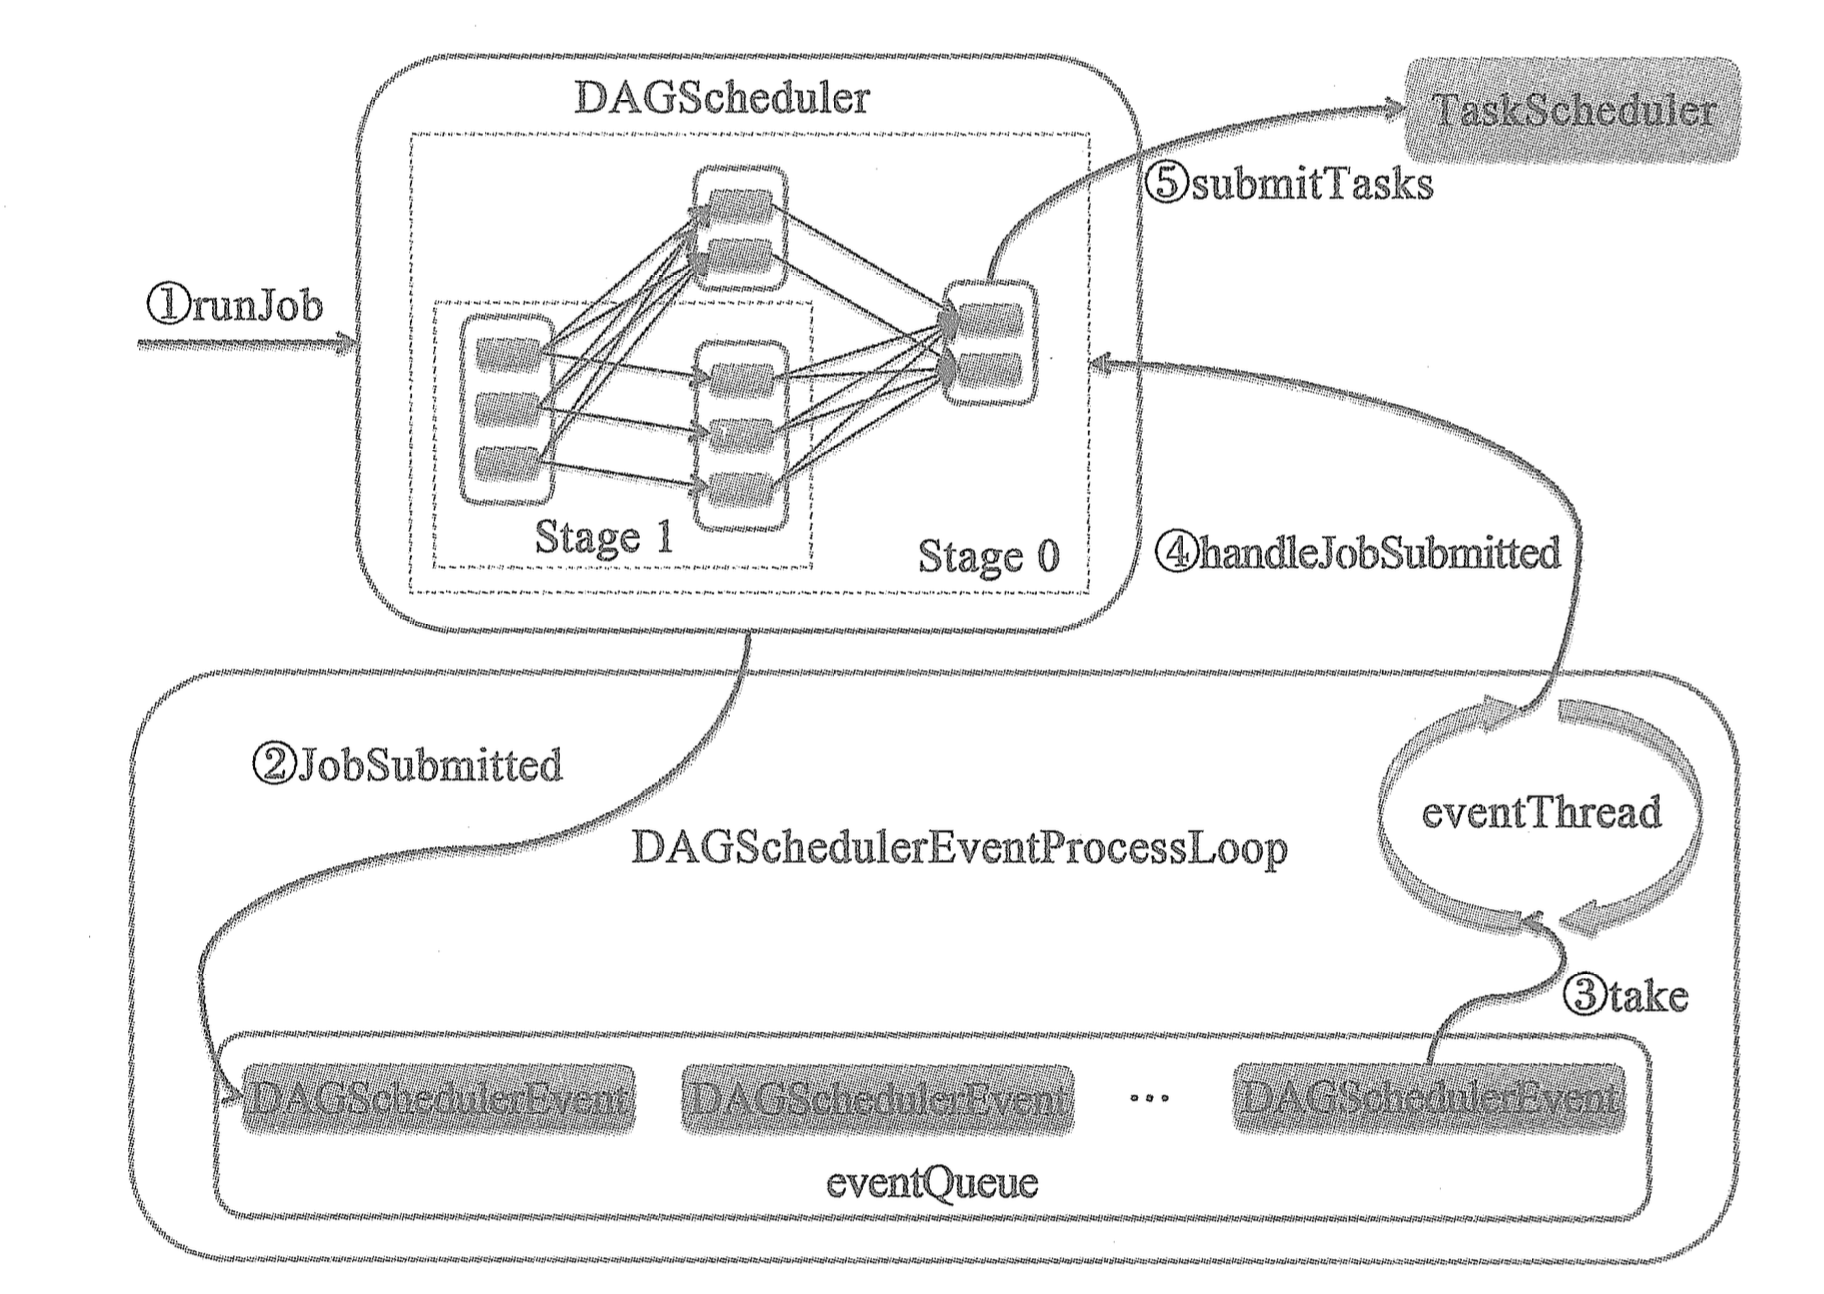 DAGScheduler
TaskScheduler
⑤submitTasks
①runJob
Stage 1
Stage 0
④handleJobSubmitted
②JobSubmitted
eventThread
DAGSchedulerEventProcessLoop
③take
DAGSchedulerEvent DAGSchedulerEvent ... DAGSchedulerEvent
eventQueue